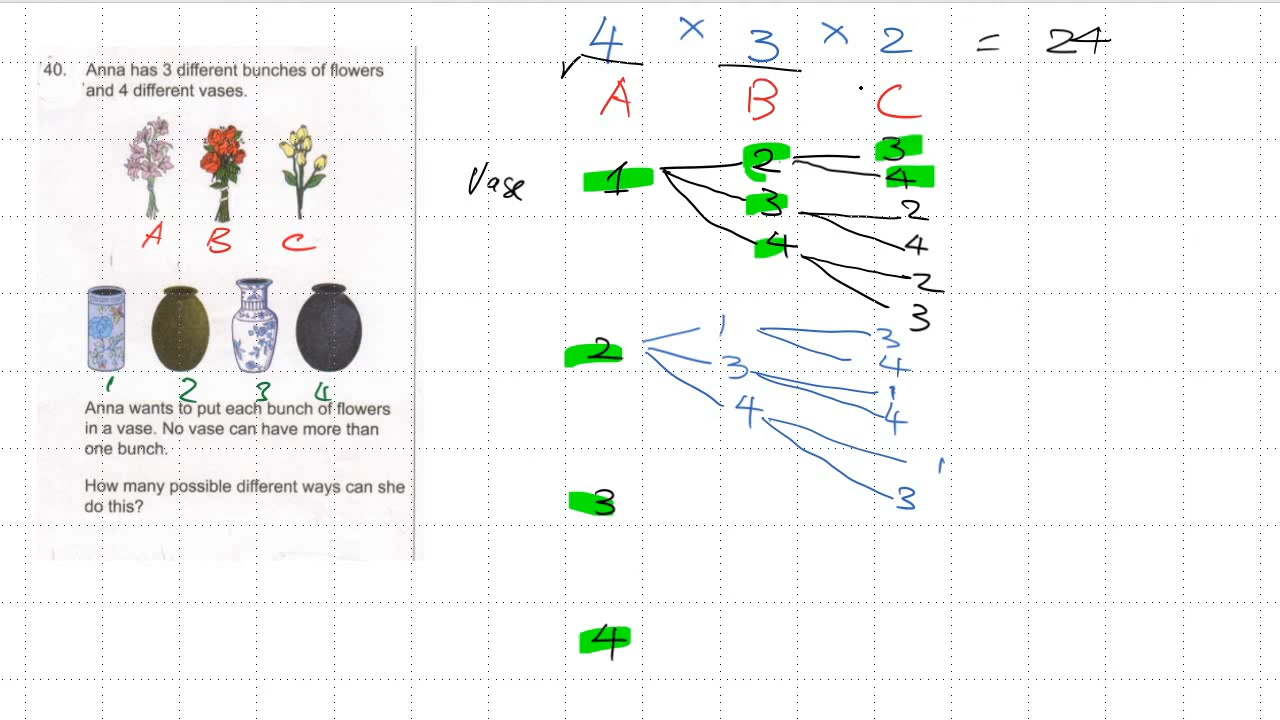 4 × 3 × 2 = 24
A B C
40. Anna has 3 different bunches of flowers
and 4 different vases.
A B C
1 2 3 4
Anna wants to put each bunch of flowers
in a vase. No vase can have more than
one bunch.
How many possible different ways can she
do this?
Vase 1 2 3
4
3 2
4 4
2
3
2 1 3
3 4
1
4 4
1
3
3
4